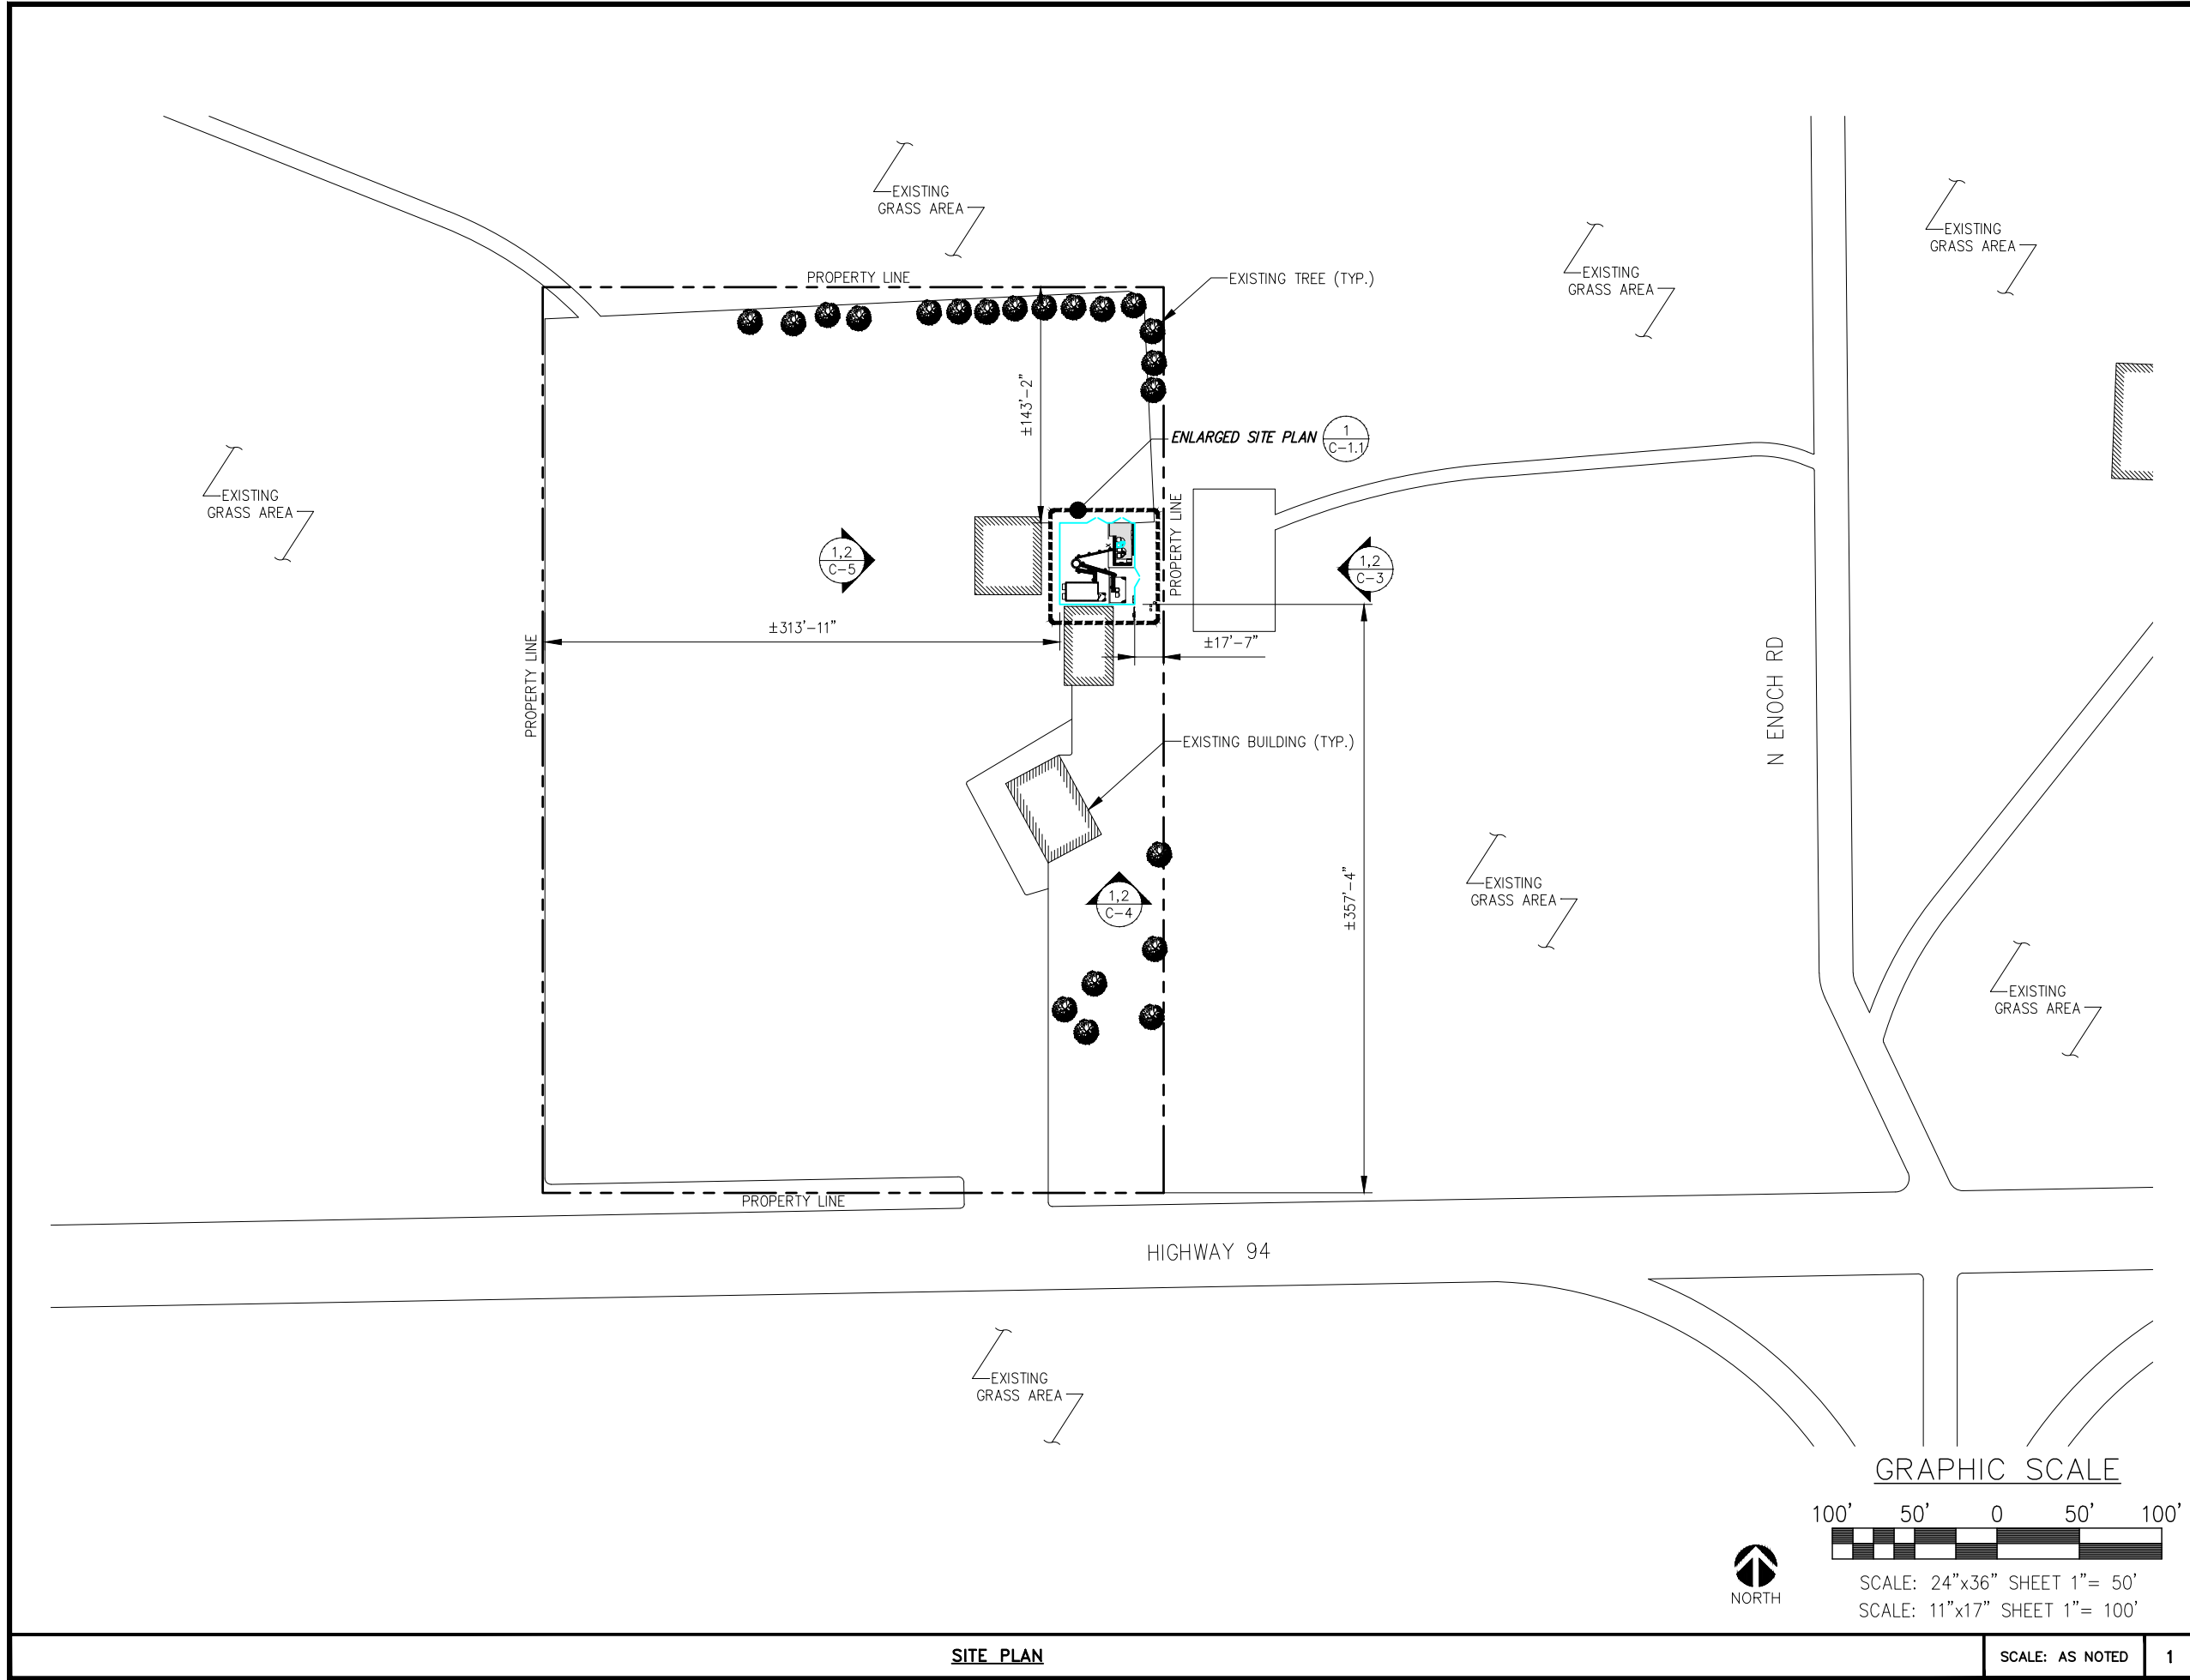 EXISTING
GRASS AREA
EXISTING
GRASS AREA
EXISTING
GRASS AREA
PROPERTY LINE
EXISTING TREE (TYP.)
±143'-2"
ENLARGED SITE PLAN
1
C-1.1
EXISTING
GRASS AREA
PROPERTY LINE
1,2
C-5
1,2
C-3
±313'-11"
±17'-7"
PROPERTY LINE
N ENOCH RD
EXISTING BUILDING (TYP.)
±357'-4"
EXISTING
GRASS AREA
1,2
C-4
EXISTING
GRASS AREA
PROPERTY LINE
HIGHWAY 94
EXISTING
GRASS AREA
GRAPHIC SCALE
100' 50' 0 50' 100'
SCALE: 24"x36" SHEET 1"= 50'
SCALE: 11"x17" SHEET 1"= 100'
NORTH
SITE PLAN
SCALE: AS NOTED
1